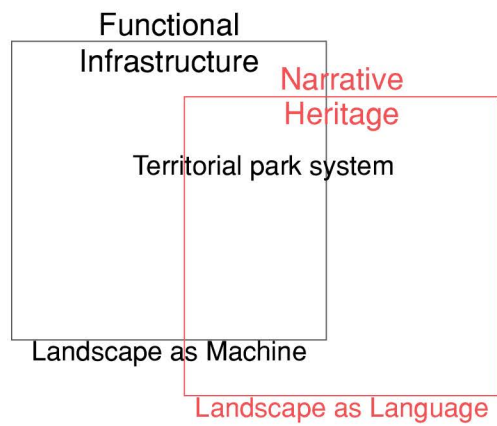 Functional
Infrastructure
Narrative
Heritage
Territorial park system
Landscape as Machine
Landscape as Language